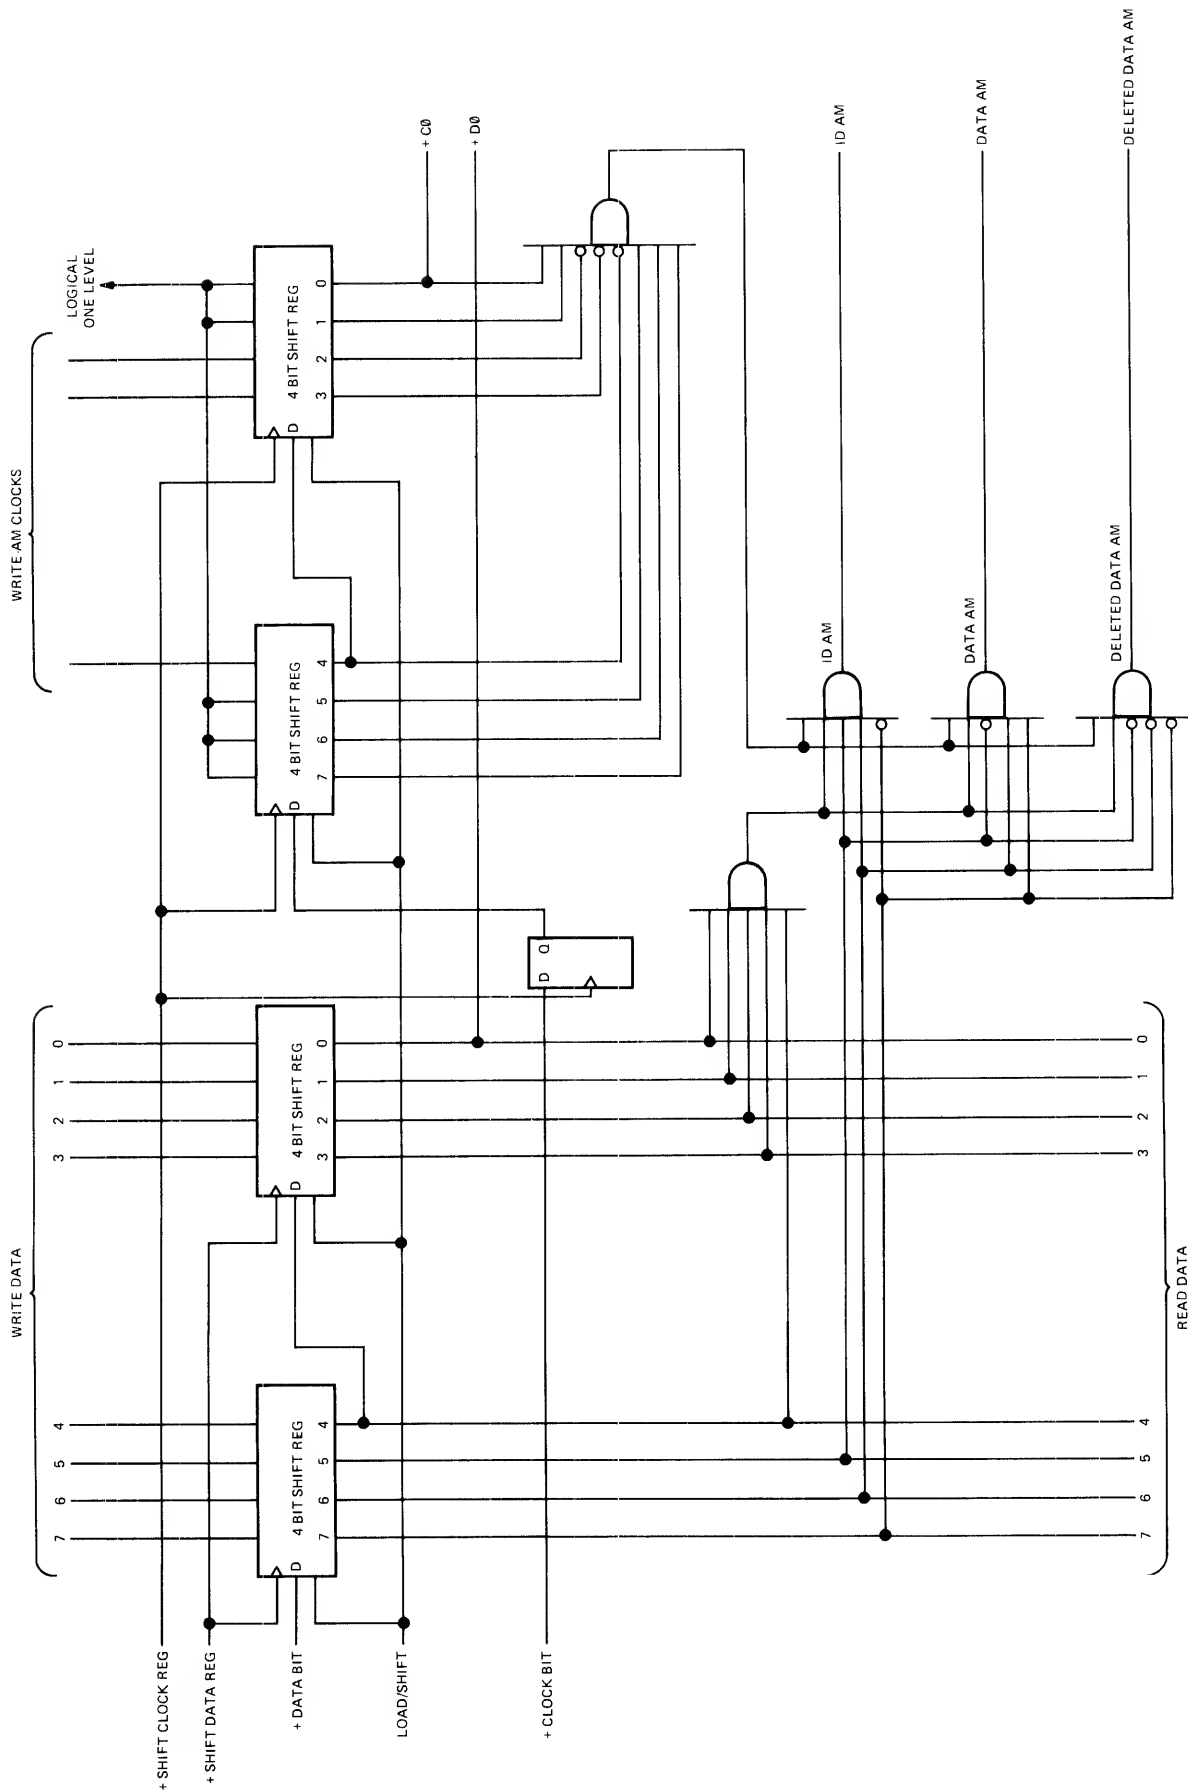 WRITE DATA
WRITE AM CLOCKS
LOGICAL
ONE LEVEL
7 6 5 4 3 2 1 0
+ SHIFT CLOCK REG
+ SHIFT DATA REG
+ DATA BIT
LOAD/SHIFT
+ CLOCK BIT
D
4 BIT SHIFT REG
7 6 5 4
D
4 BIT SHIFT REG
3 2 1 0
D
4 BIT SHIFT REG
7 6 5 4
D
4 BIT SHIFT REG
3 2 1 0
D Q
+ C0
+ D0
ID AM
ID AM
DATA AM
DATA AM
DELETED DATA AM
DELETED DATA AM
7 6 5 4 3 2 1 0
READ DATA